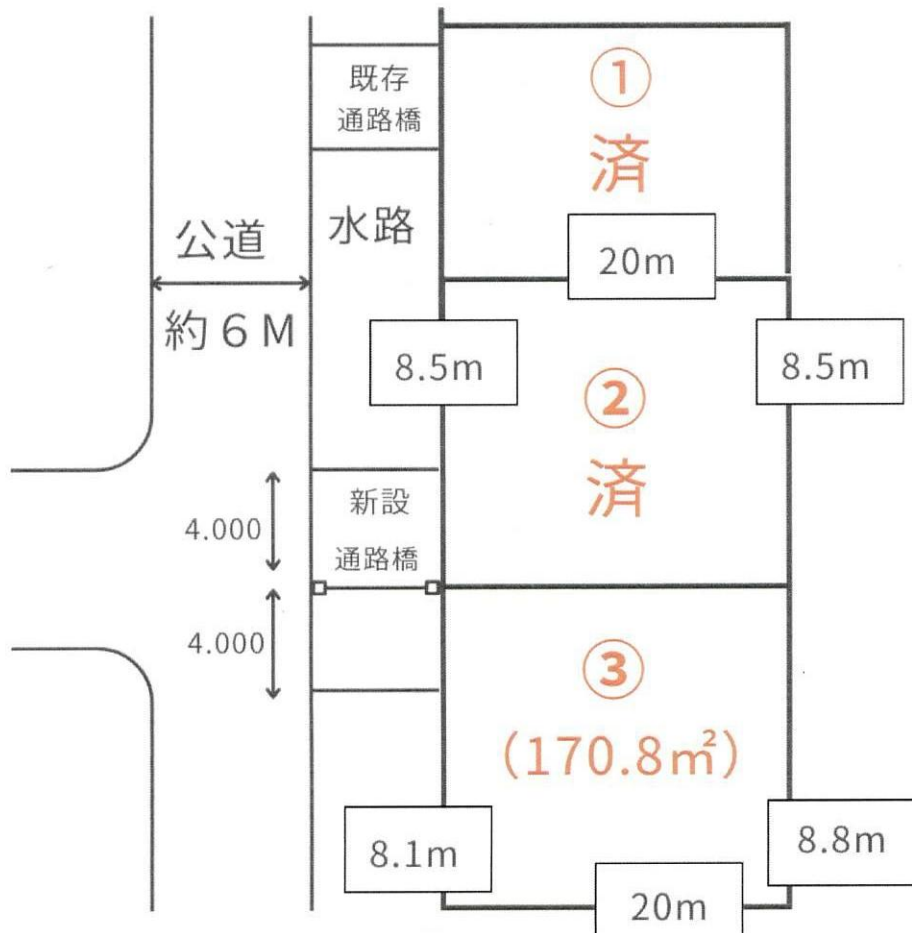 ①
済
既存
通路橋
水路
公道
約6M
20m
8.5m
8.5m
②
済
新設
通路橋
4.000
4.000
③
(170.8㎡)
8.1m
8.8m
20m